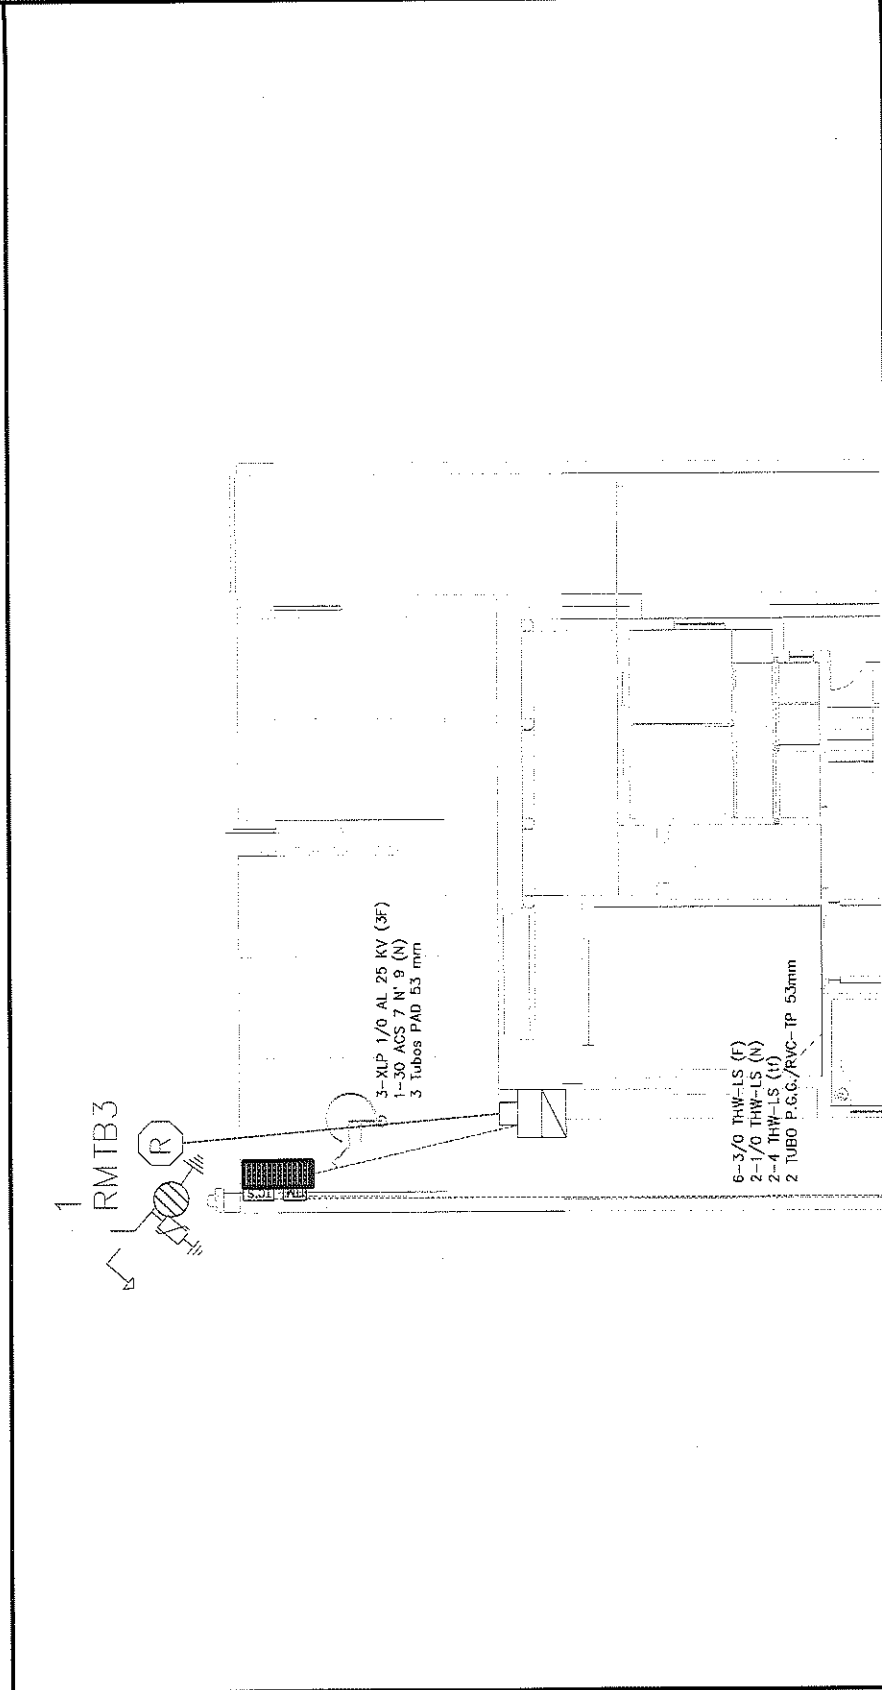 1
RMTB3
R
3-XLP 1/0 AL 25 KV (3F)
1-30 ACS 7 N° 9 (N)
3 Tubos PAD 53 mm
6-3/0 THW-LS (F)
2-1/0 THW-LS (N)
2-4 THW-LS (tf)
2 TUBO P.G.G./RVC-TP 53mm